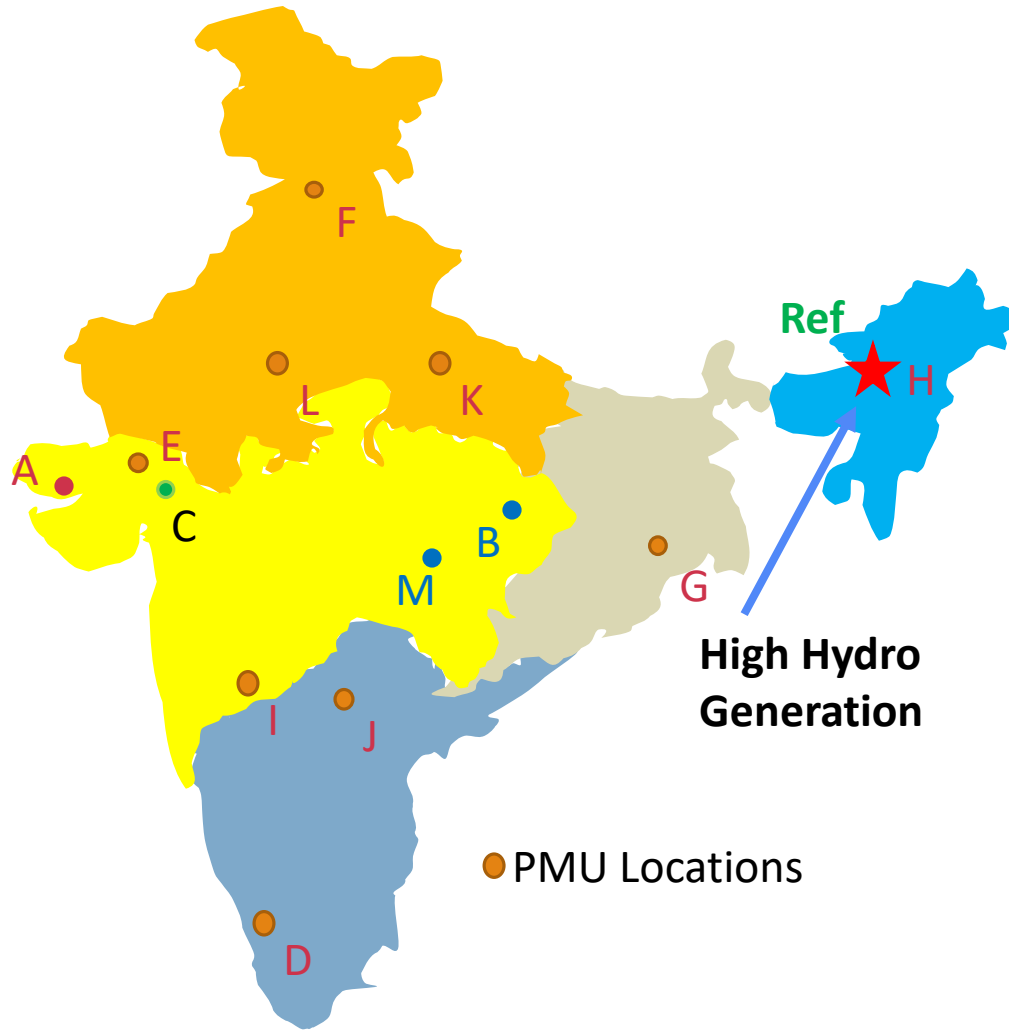 F
Ref
H
L
K
A
E
C
B
M
G
High Hydro
Generation
I
J
PMU Locations
D